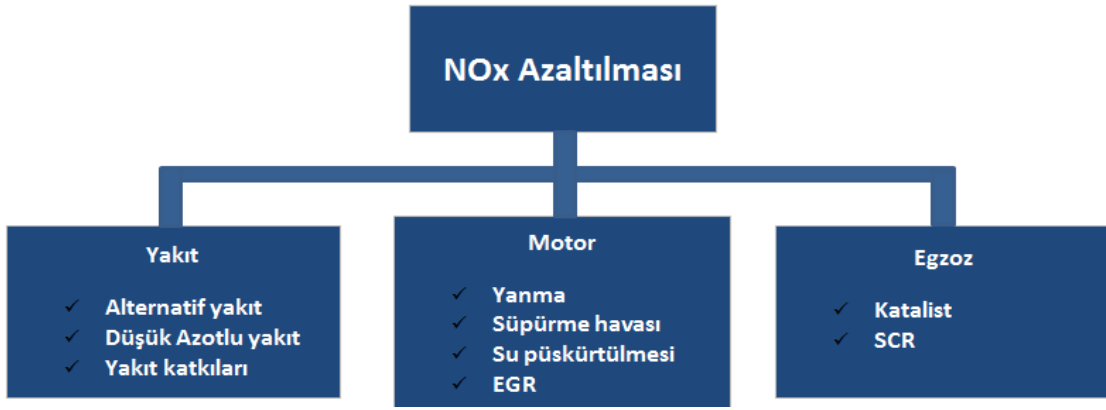 NOx Azaltılması
Yakıt
Alternatif yakıt
Düşük Azotlu yakıt
Yakıt katkıları
Motor
Yanma
Süpürme havası
Su püskürtülmesi
EGR
Egzoz
Katalist
SCR